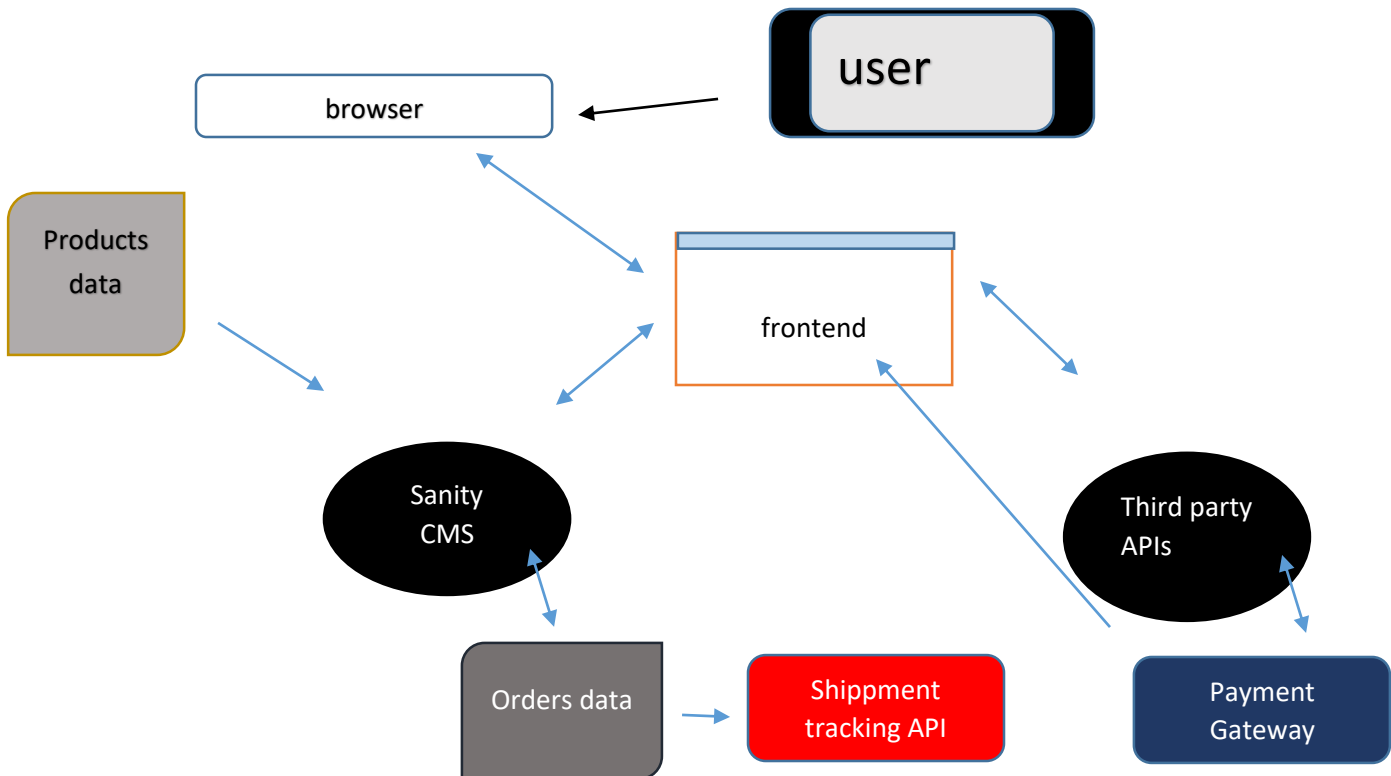 user
browser
Products
data
frontend
Sanity
CMS
Third party
APIs
Orders data
Shippment
tracking API
Payment
Gateway